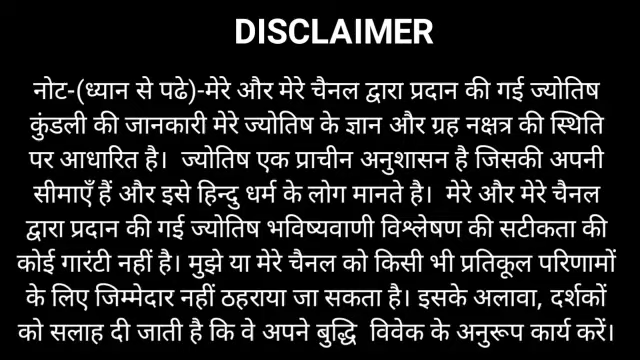 DISCLAIMER
नोट-(ध्यान से पढे)-मेरे और मेरे चैनल द्वारा प्रदान की गई ज्योतिष
कुंडली की जानकारी मेरे ज्योतिष के ज्ञान और ग्रह नक्षत्र की स्थिति
पर आधारित है।  ज्योतिष एक प्राचीन अनुशासन है जिसकी अपनी
सीमाएँ हैं और इसे हिन्दु धर्म के लोग मानते है।  मेरे और मेरे चैनल
द्वारा प्रदान की गई ज्योतिष भविष्यवाणी विश्लेषण की सटीकता की
कोई गारंटी नहीं है। मुझे या मेरे चैनल को किसी भी प्रतिकूल परिणामों
के लिए जिम्मेदार नहीं ठहराया जा सकता है। इसके अलावा, दर्शकों
को सलाह दी जाती है कि वे अपने बुद्धि  विवेक के अनुरूप कार्य करें।